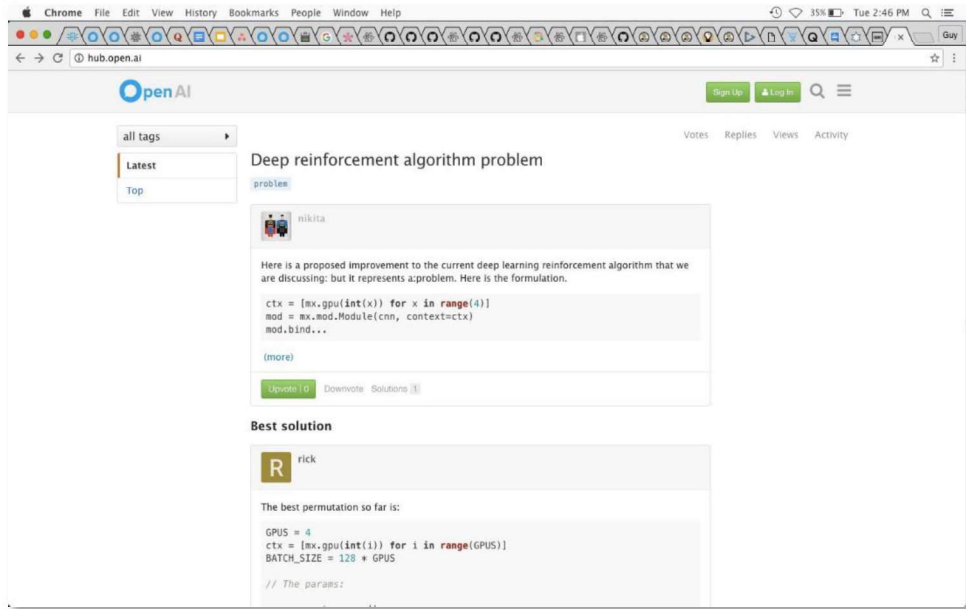 Chrome File Edit View History Bookmarks People Window Help 35% Tue 2:46 PM
Guy
hub.open.ai
Open AI Sign Up Log In
all tags Votes Replies Views Activity
Latest
Top
Deep reinforcement algorithm problem
problem
nikita
Here is a proposed improvement to the current deep learning reinforcement algorithm that we
are discussing: but it represents a:problem. Here is the formulation.
ctx = [mx.gpu(int(x)) for x in range(4)]
mod = mx.mod.Module(cnn, context=ctx)
mod.bind...
(more)
Upvote | 0 Downvote Solutions 1
Best solution
R rick
The best permutation so far is:
GPUS = 4
ctx = [mx.gpu(int(i)) for i in range(GPUS)]
BATCH_SIZE = 128 * GPUS
// The params: